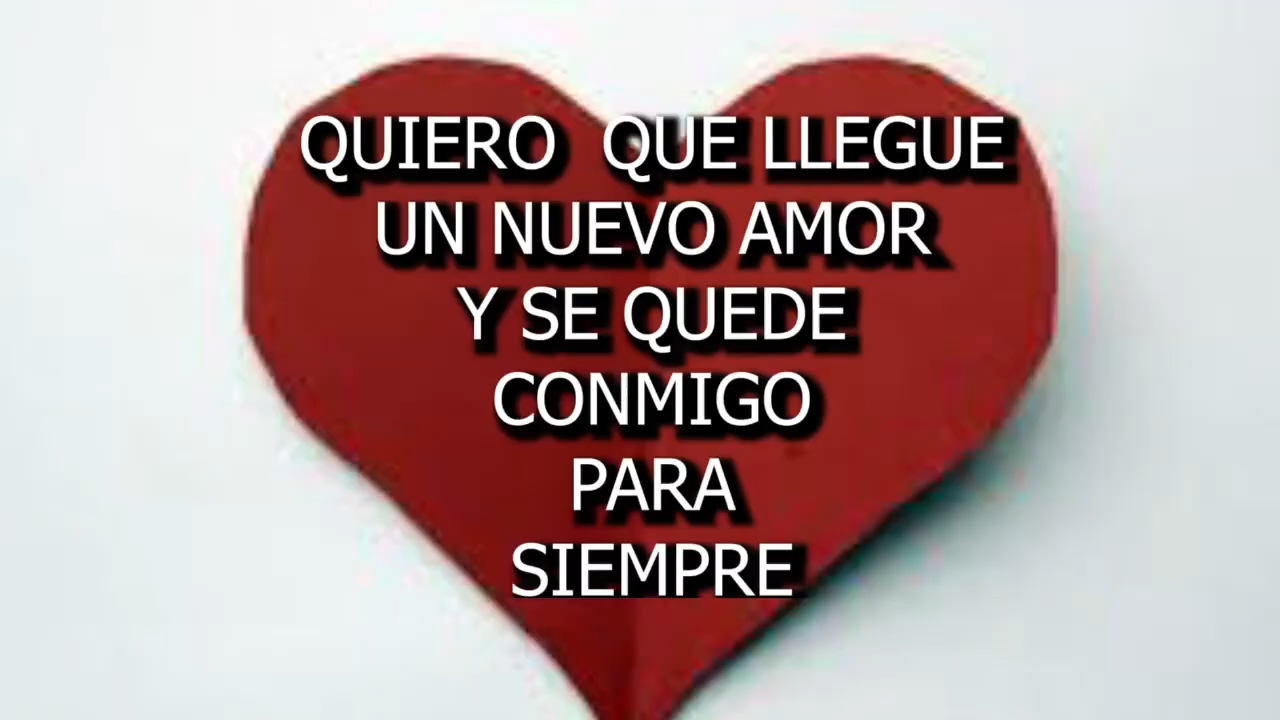 QUIERO QUE LLEGUE
UN NUEVO AMOR
Y SE QUEDE
CONMIGO
PARA
SIEMPRE